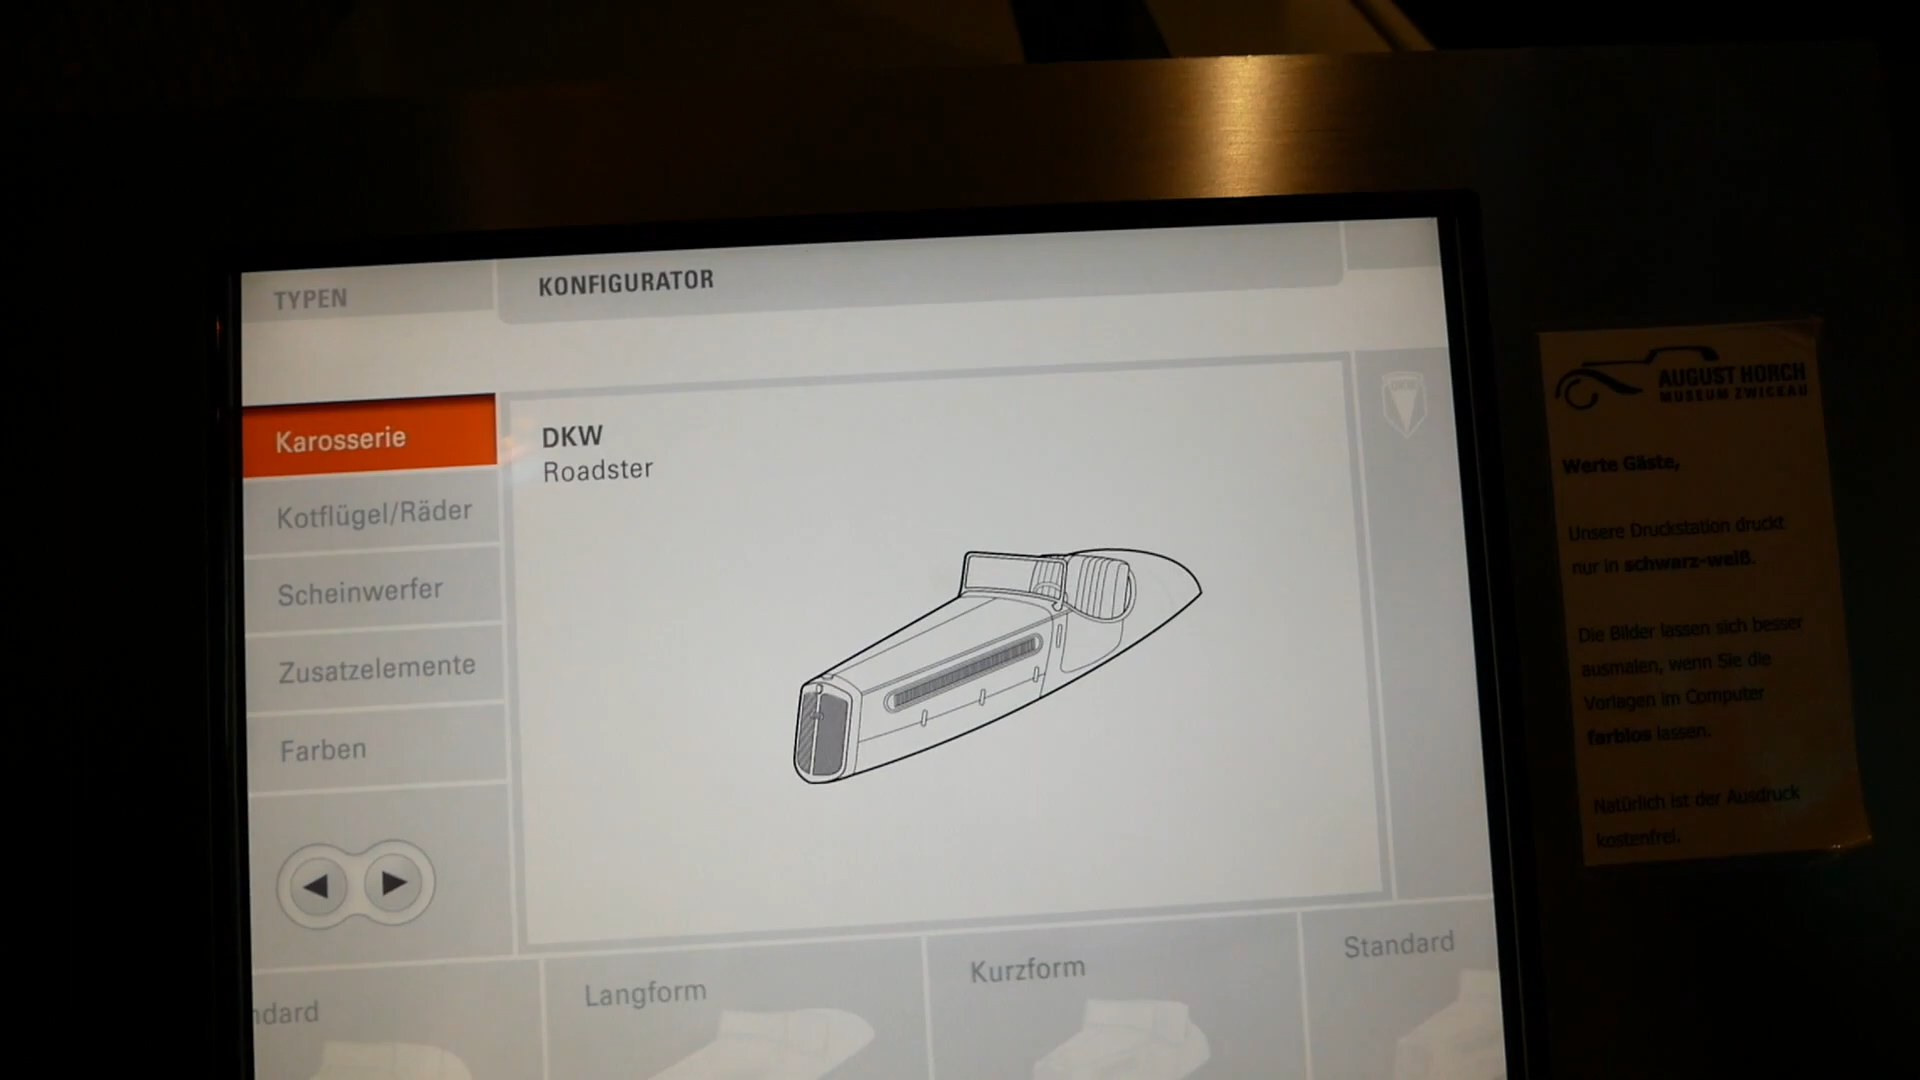 TYPEN
KONFIGURATOR
Karosserie
Kotflügel/Räder
Scheinwerfer
Zusatzelemente
Farben
DKW
Roadster
DKW
ndard
Langform
Kurzform
Standard
AUGUST HORCH
MUSEUM ZWICKAU
Werte Gäste,
Unsere Druckstation druckt
nur in schwarz-weiß.
Die Bilder lassen sich besser
ausmalen, wenn Sie die
Vorlagen im Computer
farblos lassen.
Natürlich ist der Ausdruck
kostenfrei.